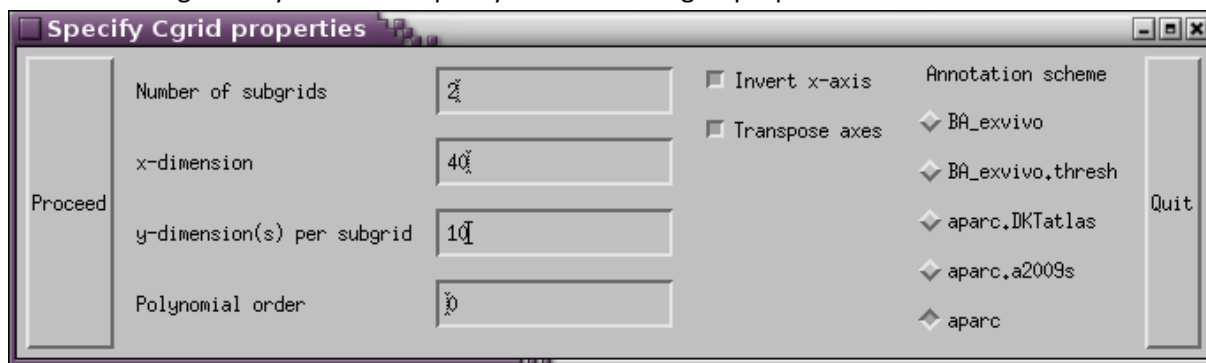 Specify Cgrid properties
Proceed
Number of subgrids
2
x-dimension
40
y-dimension(s) per subgrid
10
Polynomial order
0
Invert x-axis
Transpose axes
Annotation scheme
BA_exvivo
BA_exvivo.thresh
aparc.DKTatlas
aparc.a2009s
aparc
Quit